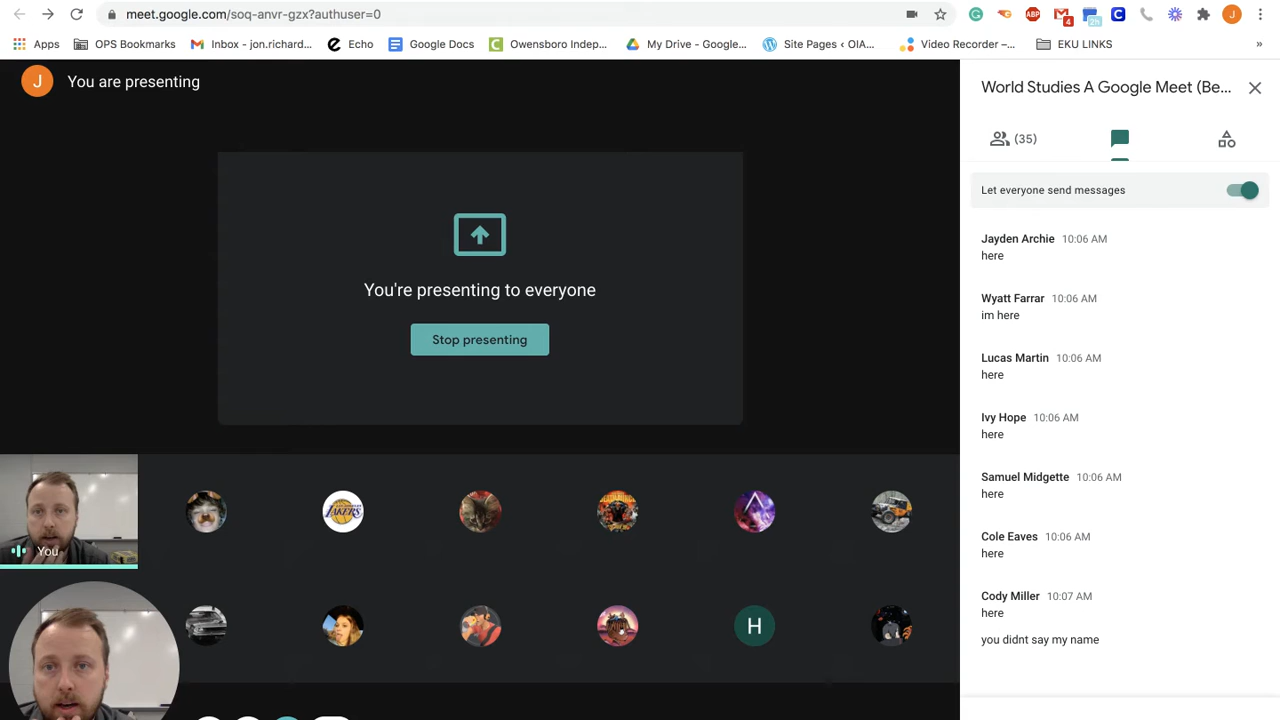 meet.google.com/soq-anvr-gzx?authuser=0
4
2h
J
Apps
OPS Bookmarks
Inbox - jon.richard...
Echo
Google Docs
Owensboro Indep...
My Drive - Google...
Site Pages ‹ OIA...
Video Recorder –...
EKU LINKS
»
J
You are presenting
You're presenting to everyone
Stop presenting
LAKERS
You
H
World Studies A Google Meet (Be...
(35)
Let everyone send messages
Jayden Archie 10:06 AM
here
Wyatt Farrar 10:06 AM
im here
Lucas Martin 10:06 AM
here
Ivy Hope 10:06 AM
here
Samuel Midgette 10:06 AM
here
Cole Eaves 10:06 AM
here
Cody Miller 10:07 AM
here
you didnt say my name